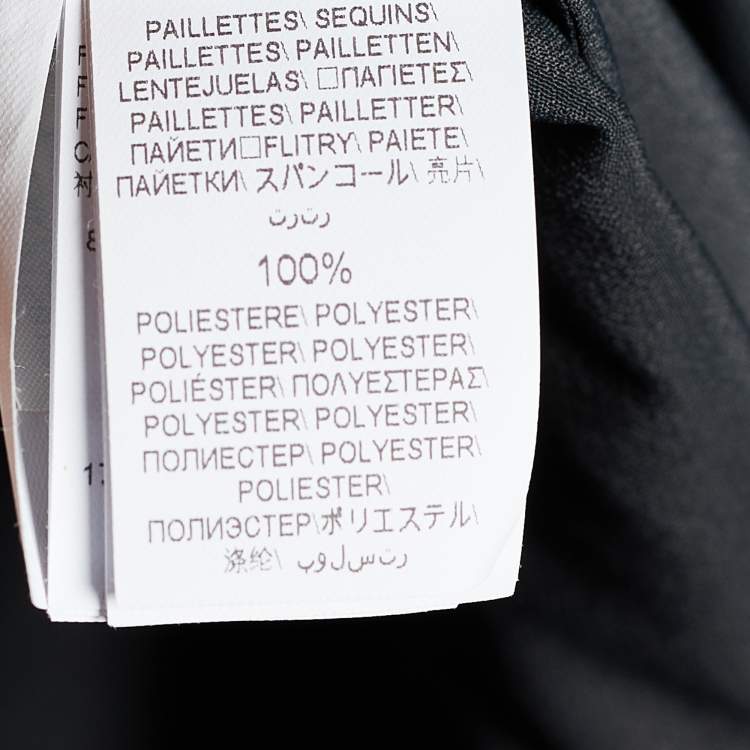 PAILLETTES\ SEQUINS\
PAILLETTES\ PAILLETTEN\
LENTEJUELAS\ □ΠΑΓΙΕΤΕΣ\
PAILLETTES\ PAILLETTER\
ПАЙЕТИ□FLITRY\ PAIETE\
ПАЙЕТКИ\ スパンコール\ 亮片\
ترتر
100%
POLIESTERE\ POLYESTER\
POLYESTER\ POLYESTER\
POLIÉSTER\ ΠΟΛΥΕΣΤΕΡΑΣ\
POLYESTER\ POLYESTER\
ПОЛИЕСТЕР\ POLYESTER\
POLIESTER\
ПОЛИЭСТЕР\ポリエステル\
涤纶\ بولستر